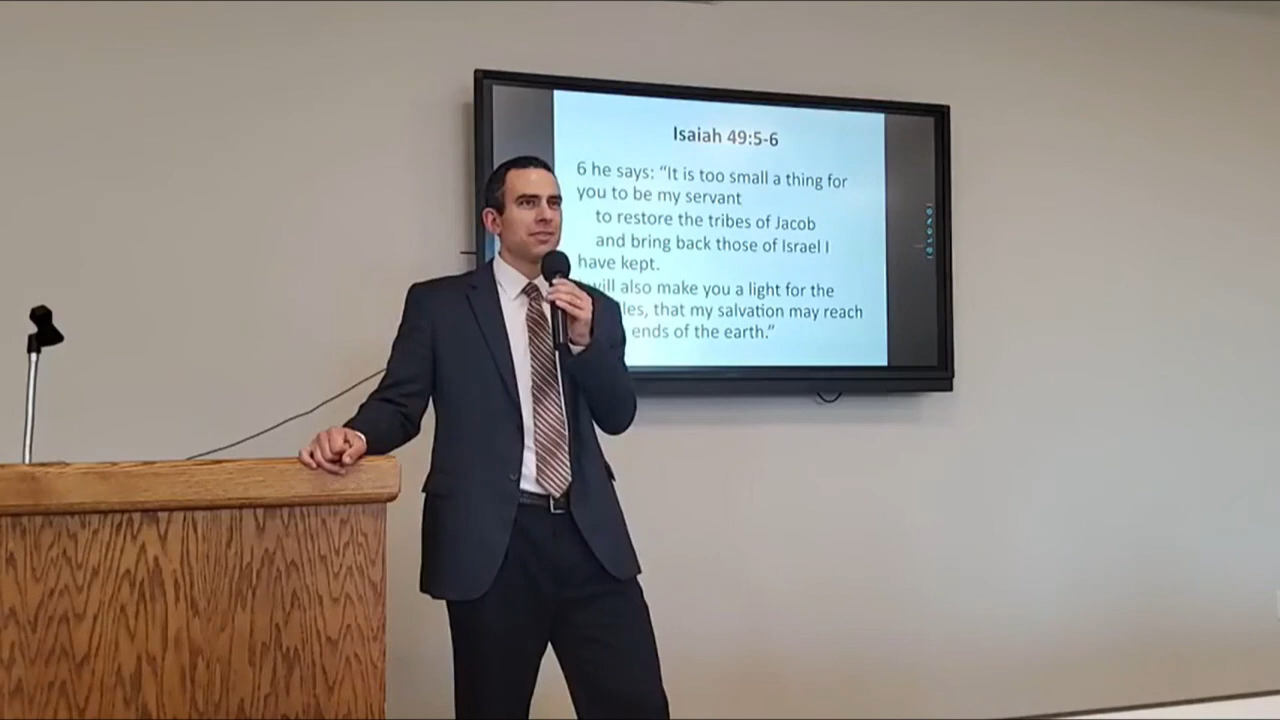 Isaiah 49:5-6
6 he says: “It is too small a thing for
you to be my servant
to restore the tribes of Jacob
and bring back those of Israel I
have kept.
will also make you a light for the
that my salvation may reach
ends of the earth.”